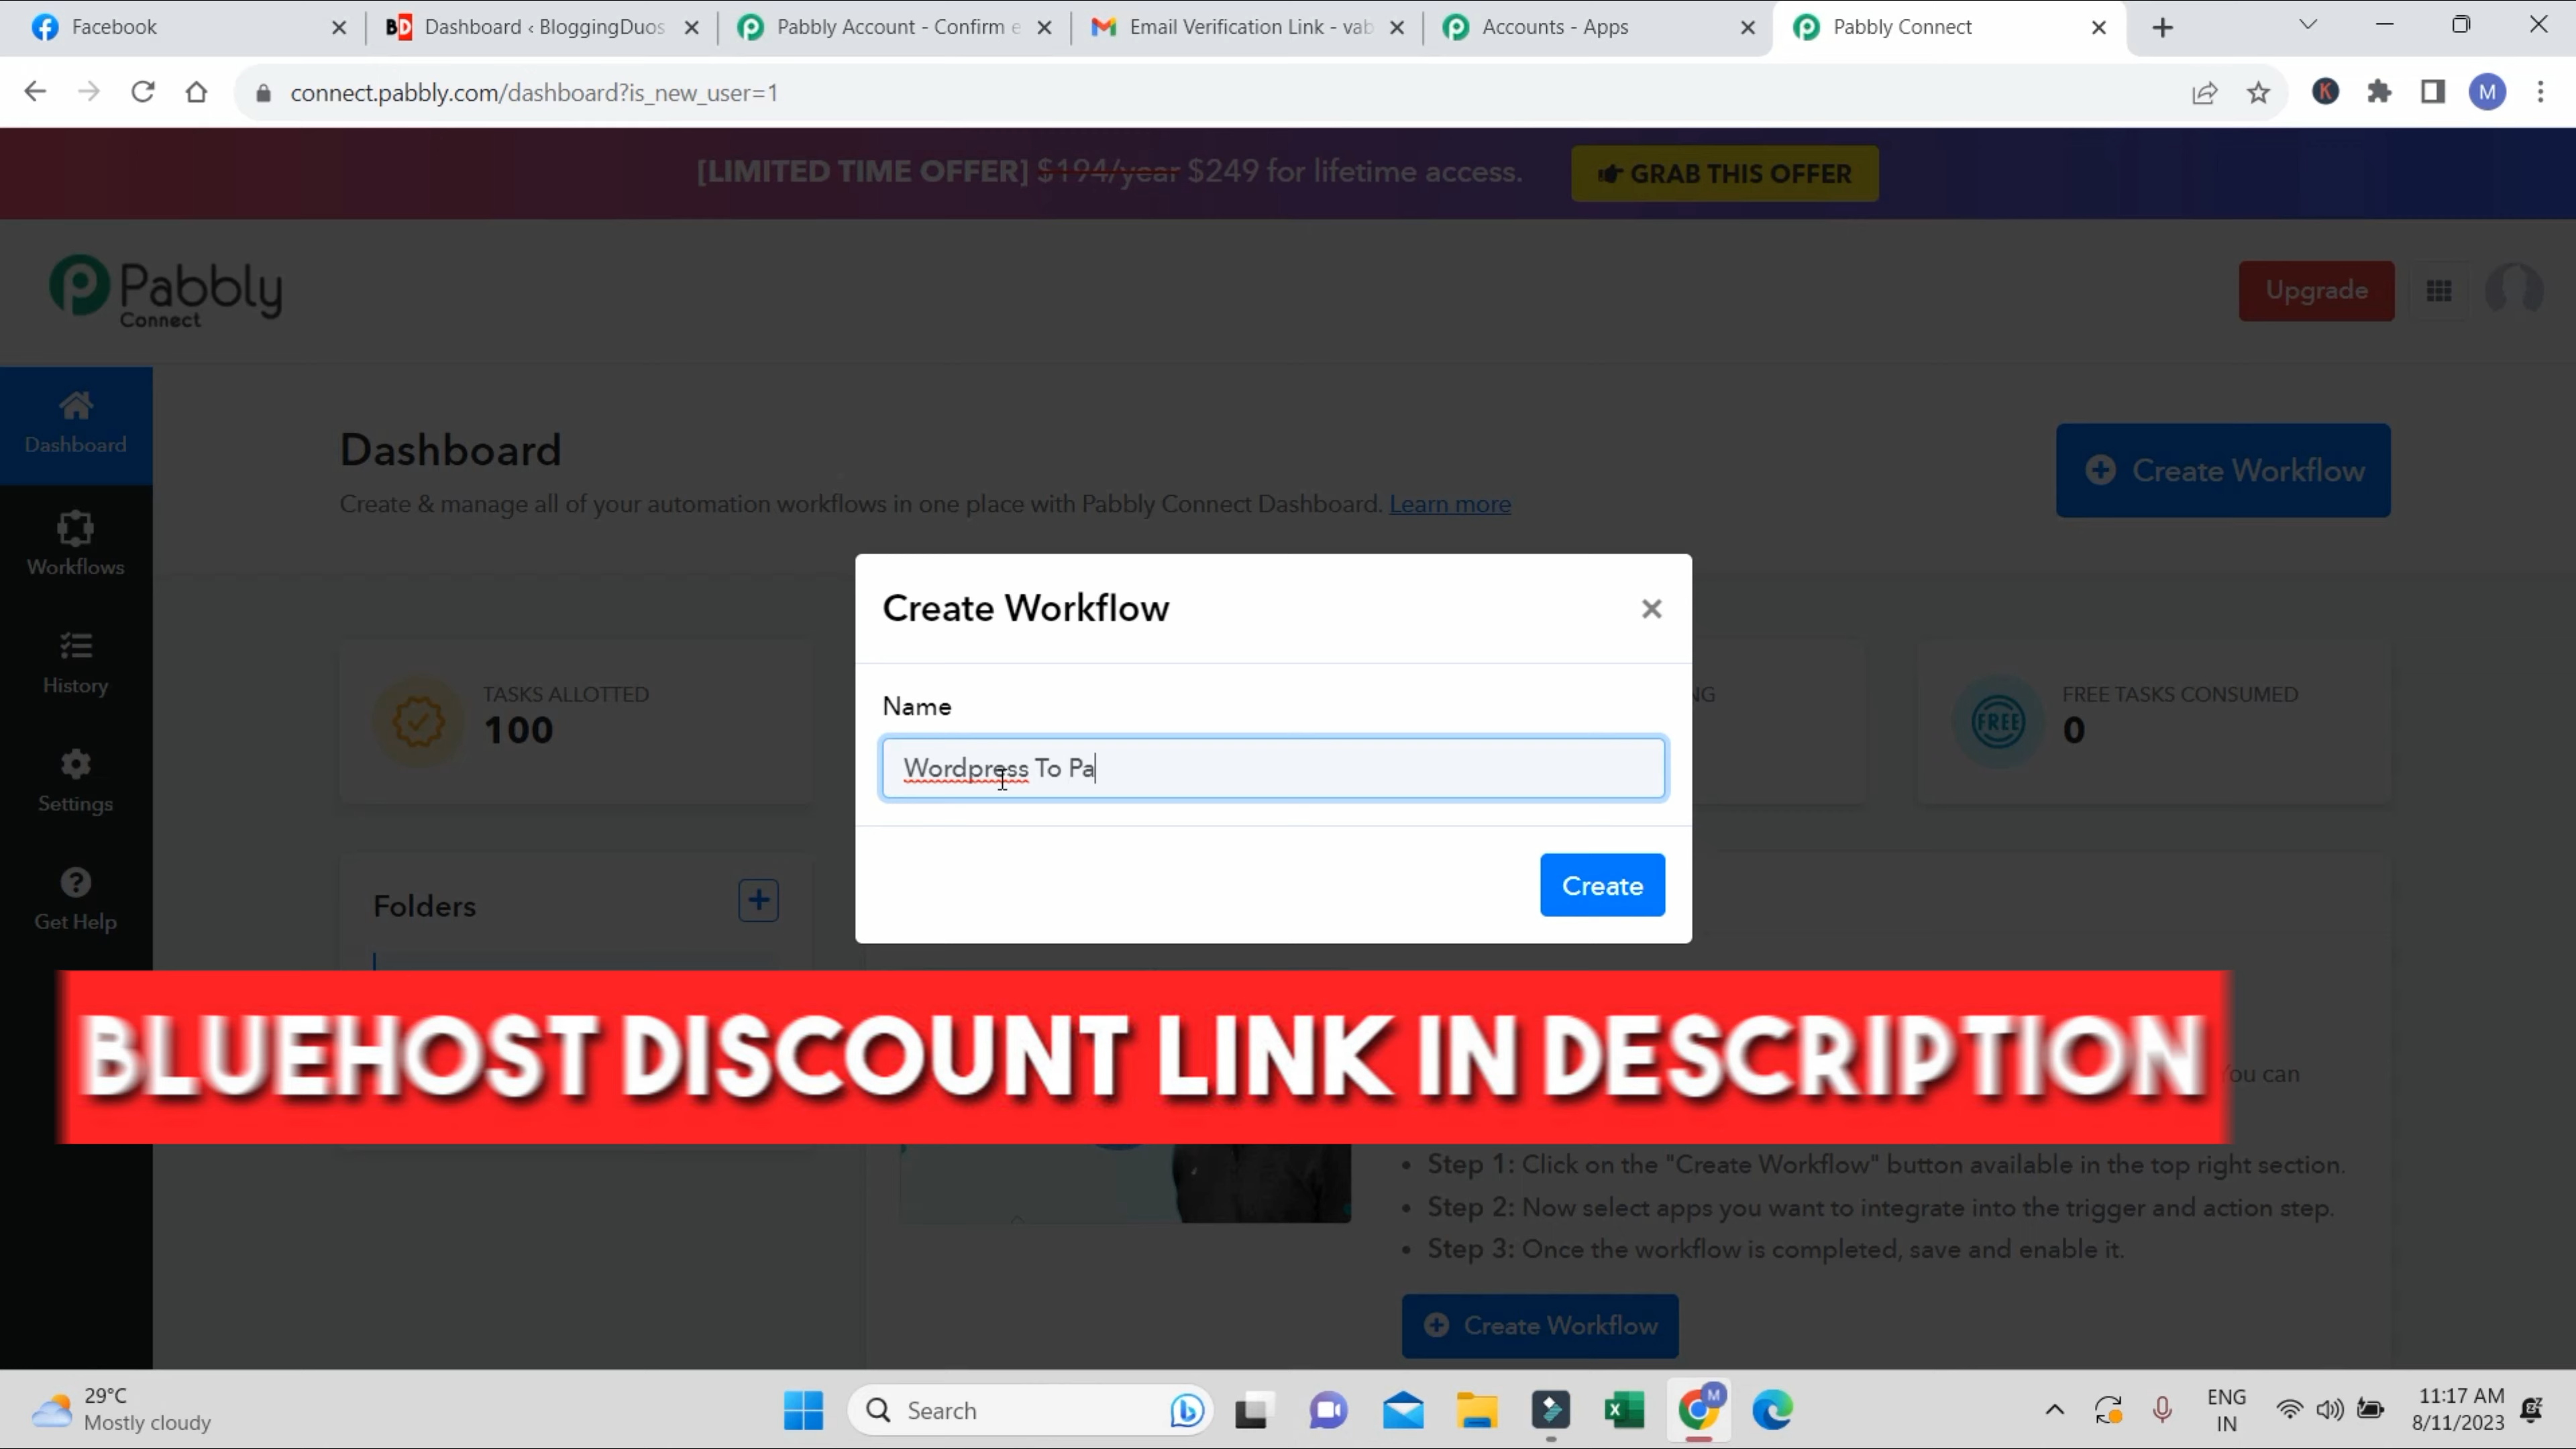 Facebook
Dashboard ‹ BloggingDuos
Pabbly Account - Confirm e
Email Verification Link - vab
Accounts - Apps
Pabbly Connect
connect.pabbly.com/dashboard?is_new_user=1
K
M
[LIMITED TIME OFFER] $194/year $249 for lifetime access.
GRAB THIS OFFER
Pabbly
Connect
Upgrade
Dashboard
Workflows
History
Settings
Get Help
Dashboard
Create & manage all of your automation workflows in one place with Pabbly Connect Dashboard. Learn more
Create Workflow
TASKS ALLOTTED
100
NG
FREE
FREE TASKS CONSUMED
0
Folders
Create Workflow
Name
Wordpress To Pa
Create
BLUEHOST DISCOUNT LINK IN DESCRIPTION
ou can
• Step 1: Click on the "Create Workflow" button available in the top right section.
• Step 2: Now select apps you want to integrate into the trigger and action step.
• Step 3: Once the workflow is completed, save and enable it.
Create Workflow
29°C
Mostly cloudy
Search
M
ENG
IN
11:17 AM
8/11/2023